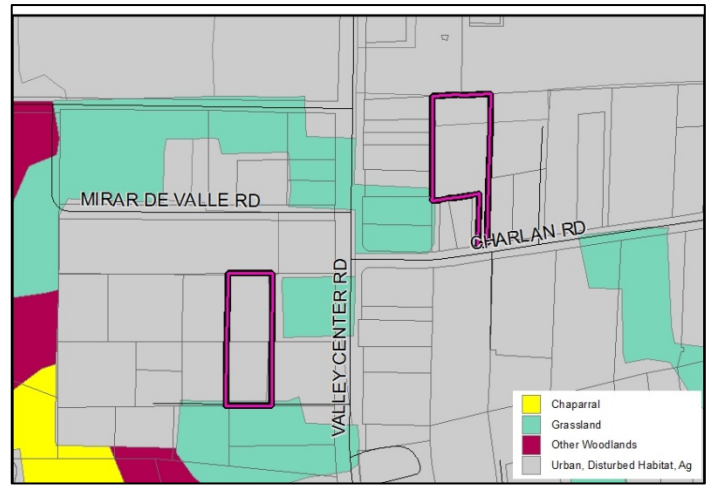 MIRAR DE VALLE RD
CHARLAN RD
VALLEY CENTER RD
Chaparral
Grassland
Other Woodlands
Urban, Disturbed Habitat, Ag